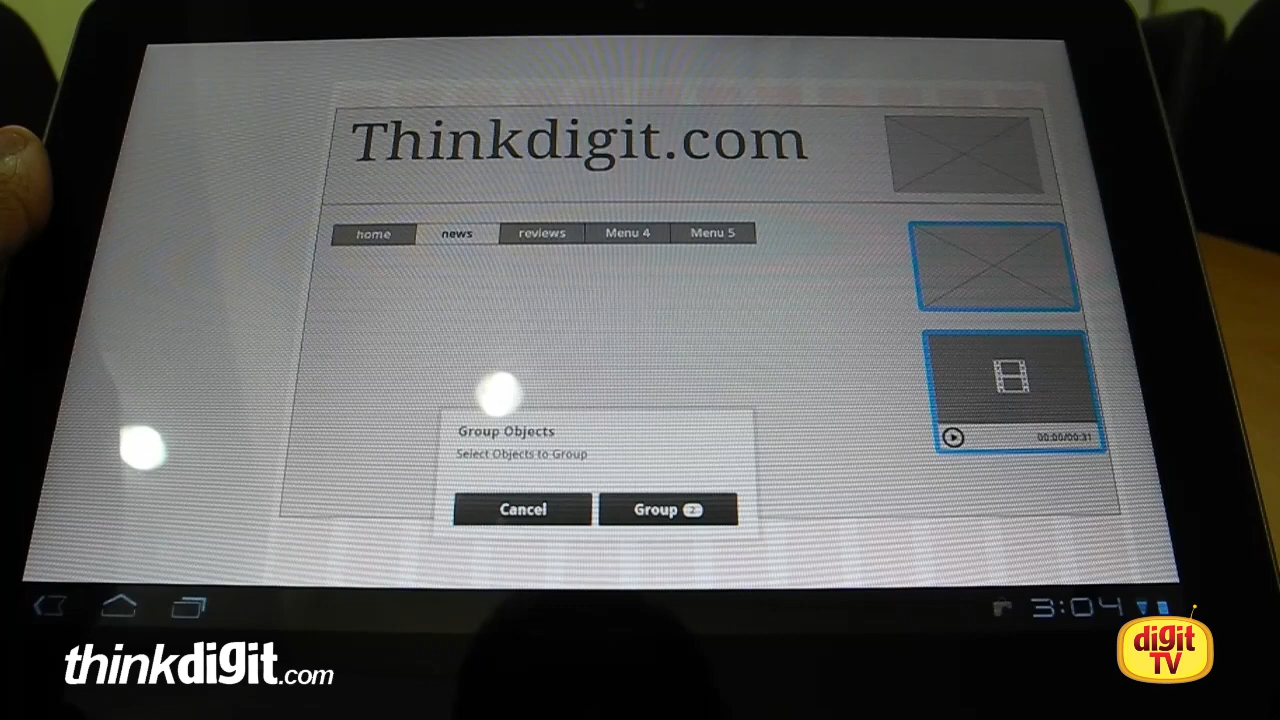 Thinkdigit.com
home news reviews Menu 4 Menu 5
00:00/00:31
Group Objects
Select Objects to Group
Cancel Group 2
3:04
thinkdigit.com
digit
TV